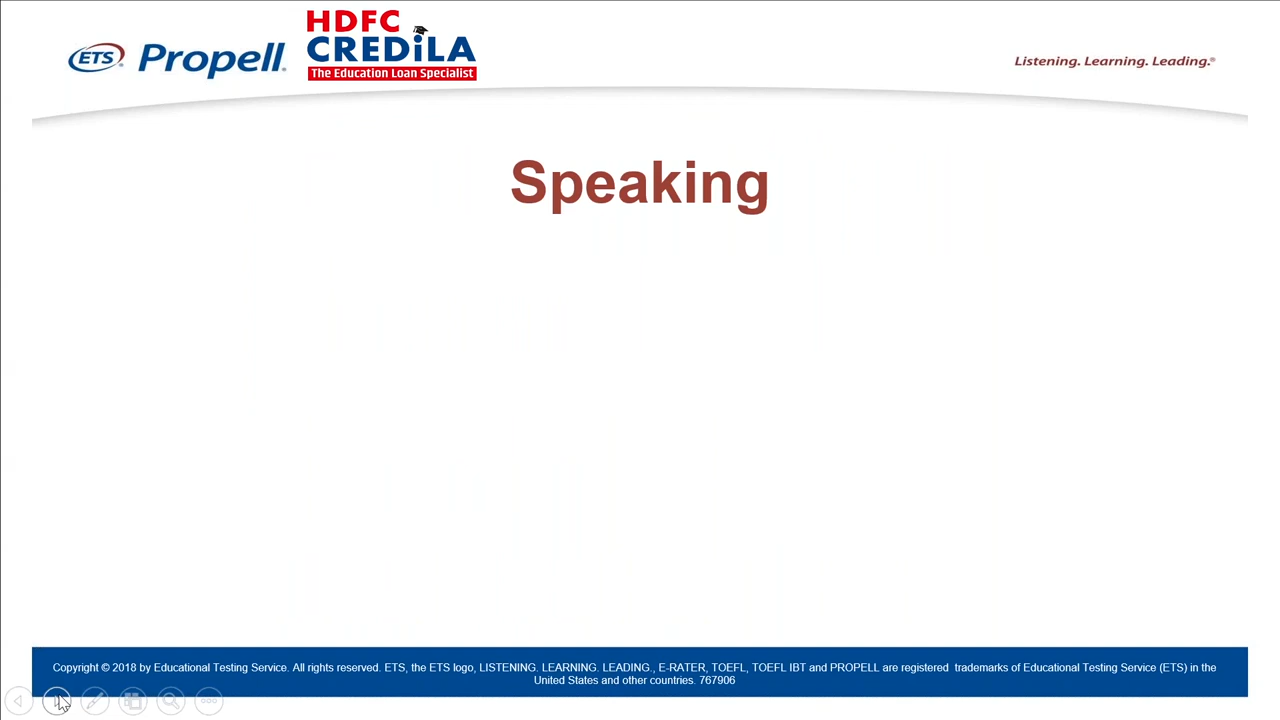 ETS Propell
HDFC
CREDiLA
The Education Loan Specialist
Listening. Learning. Leading.®
Speaking
Copyright © 2018 by Educational Testing Service. All rights reserved. ETS, the ETS logo, LISTENING. LEARNING. LEADING., E-RATER, TOEFL, TOEFL IBT and PROPELL are registered trademarks of Educational Testing Service (ETS) in the
United States and other countries. 767906